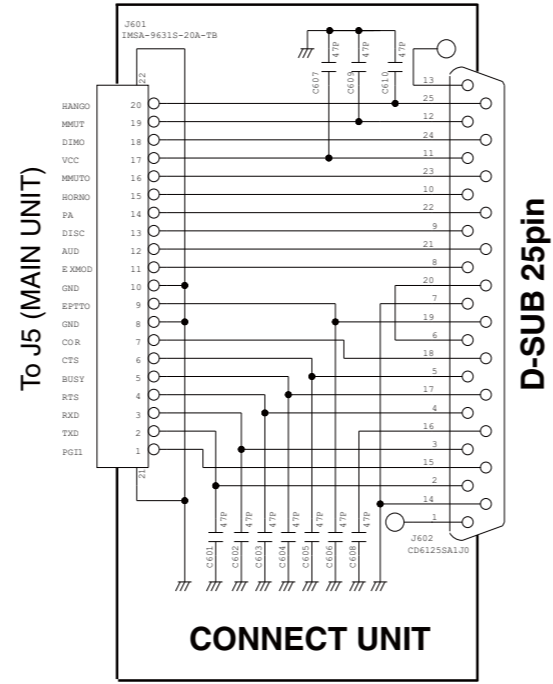 J601
IMSA-9631S-20A-TB
22
47P
47P
47P
C607
C609
C610
HANGO 20
MMUT 19
DIMO 18
VCC 17
MMUTO 16
HORNO 15
PA 14
DISC 13
AUD 12
EXMOD 11
GND 10
EPTTO 9
GND 8
COR 7
CTS 6
BUSY 5
RTS 4
RXD 3
TXD 2
PGI1 1
21
13
25
12
24
11
23
10
22
9
21
8
20
7
19
6
18
5
17
4
16
3
15
2
14
1
J602
CD6125SA1J0
47P
47P
47P
47P
47P
47P
47P
C601
C602
C603
C604
C605
C606
C608
To J5 (MAIN UNIT)
D-SUB 25pin
CONNECT UNIT